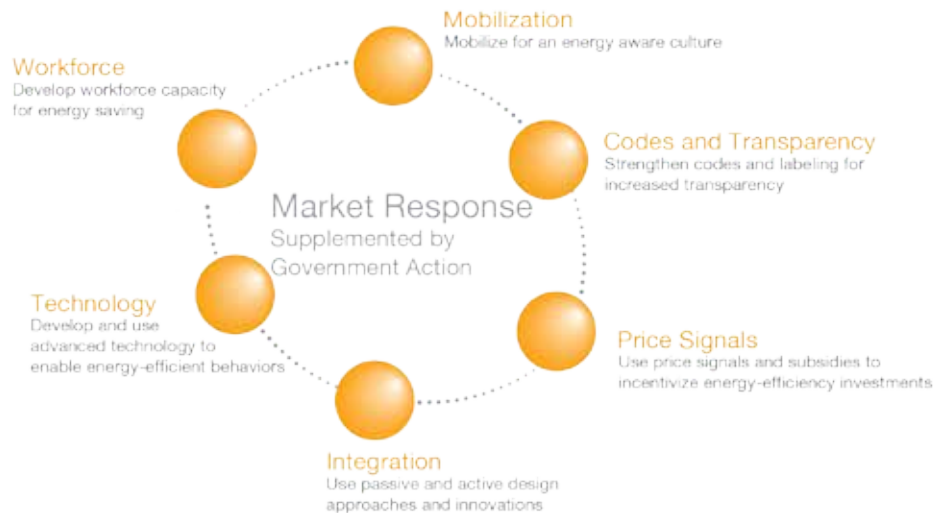 Mobilization
Mobilize for an energy aware culture
Workforce
Develop workforce capacity
for energy saving
Codes and Transparency
Strengthen codes and labeling for
increased transparency
Market Response
Supplemented by
Government Action
Technology
Develop and use
advanced technology to
enable energy-efficient behaviors
Price Signals
Use price signals and subsidies to
incentivize energy-efficiency investments
Integration
Use passive and active design
approaches and innovations